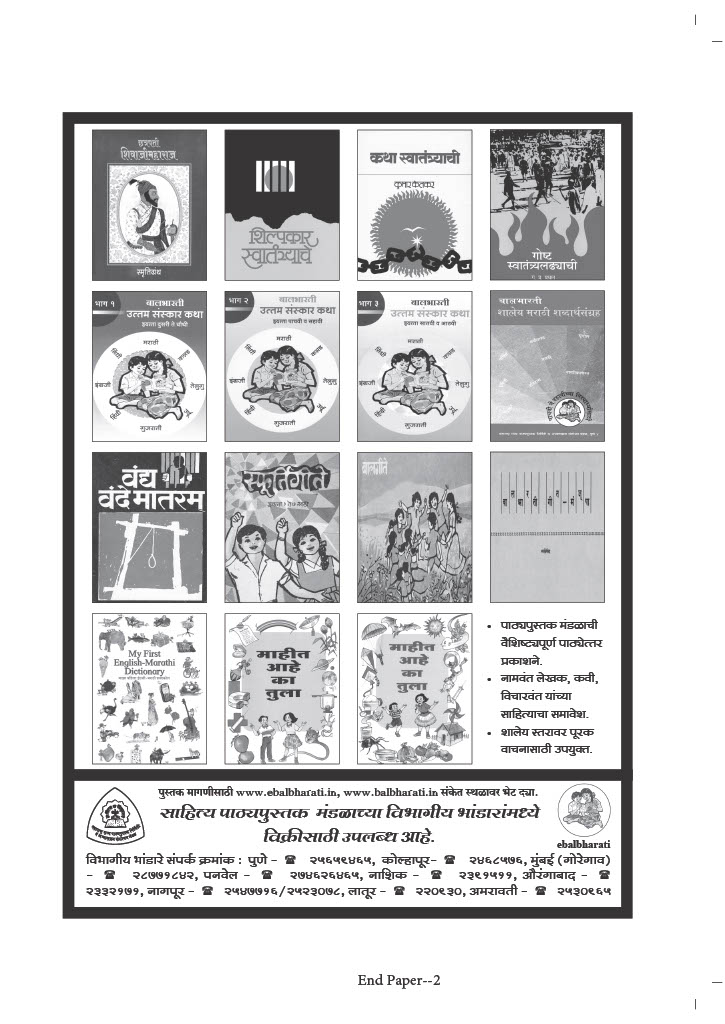 छत्रपती
शिवाजी महाराज
स्मृतिग्रंथ
शिल्पकार
स्वातंत्र्याचे
कथा स्वातंत्र्याची
कुमार केतकर
गोष्ट
स्वातंत्र्यलढ्याची
भाग १
बालभारती
उत्तम संस्कार कथा
इयत्ता दुसरी ते चौथी
मराठी
सिंधी
कन्नड
इंग्रजी
तेलुगु
हिंदी
उर्दू
गुजराती
भाग २
बालभारती
उत्तम संस्कार कथा
इयत्ता पाचवी व सहावी
मराठी
सिंधी
कन्नड
इंग्रजी
तेलुगु
हिंदी
उर्दू
गुजराती
भाग ३
बालभारती
उत्तम संस्कार कथा
इयत्ता सातवी व आठवी
मराठी
सिंधी
कन्नड
इंग्रजी
तेलुगु
हिंदी
उर्दू
गुजराती
बालभारती
शालेय मराठी शब्दार्थसंग्रह
वंद्य
वंदे मातरम्
स्फूर्तिगीते
बालगीते
My First
English-Marathi
Dictionary
माहीत
आहे
का
तुला
माहीत
आहे
का
तुला
• पाठ्यपुस्तक मंडळाची
वैशिष्ट्यपूर्ण पाठ्येत्तर
प्रकाशने.
• नामवंत लेखक, कवी,
विचारवंत यांच्या
साहित्याचा समावेश.
• शालेय स्तरावर पूरक
वाचनासाठी उपयुक्त.
पुस्तक मागणीसाठी www.ebalbharati.in, www.balbharati.in संकेत स्थळावर भेट द्या.
साहित्य पाठ्यपुस्तक मंडळाच्या विभागीय भांडारांमध्ये
विक्रीसाठी उपलब्ध आहे.
ebalbharati
विभागीय भांडारे संपर्क क्रमांक : पुणे - ☎ २५६५९४६५, कोल्हापूर- ☎ २४६८५७६, मुंबई (गोरेगाव)
- ☎ २८७७१८४२, पनवेल - ☎ २७४६२६४६५, नाशिक - ☎ २३९१५११, औरंगाबाद - ☎
२३३२१७१, नागपूर - ☎ २५४७७१६/२५२३०७८, लातूर - ☎ २२०९३०, अमरावती - ☎ २५३०९६५
End Paper--2